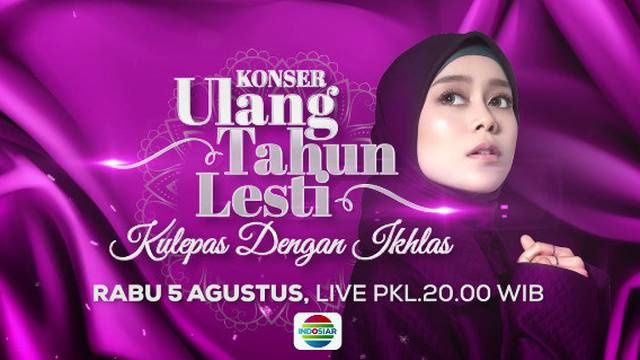 KONSER
Ulang
Tahun
Lesti
Kulepas Dengan Ikhlas
RABU 5 AGUSTUS, LIVE PKL.20.00 WIB
INDOSIAR